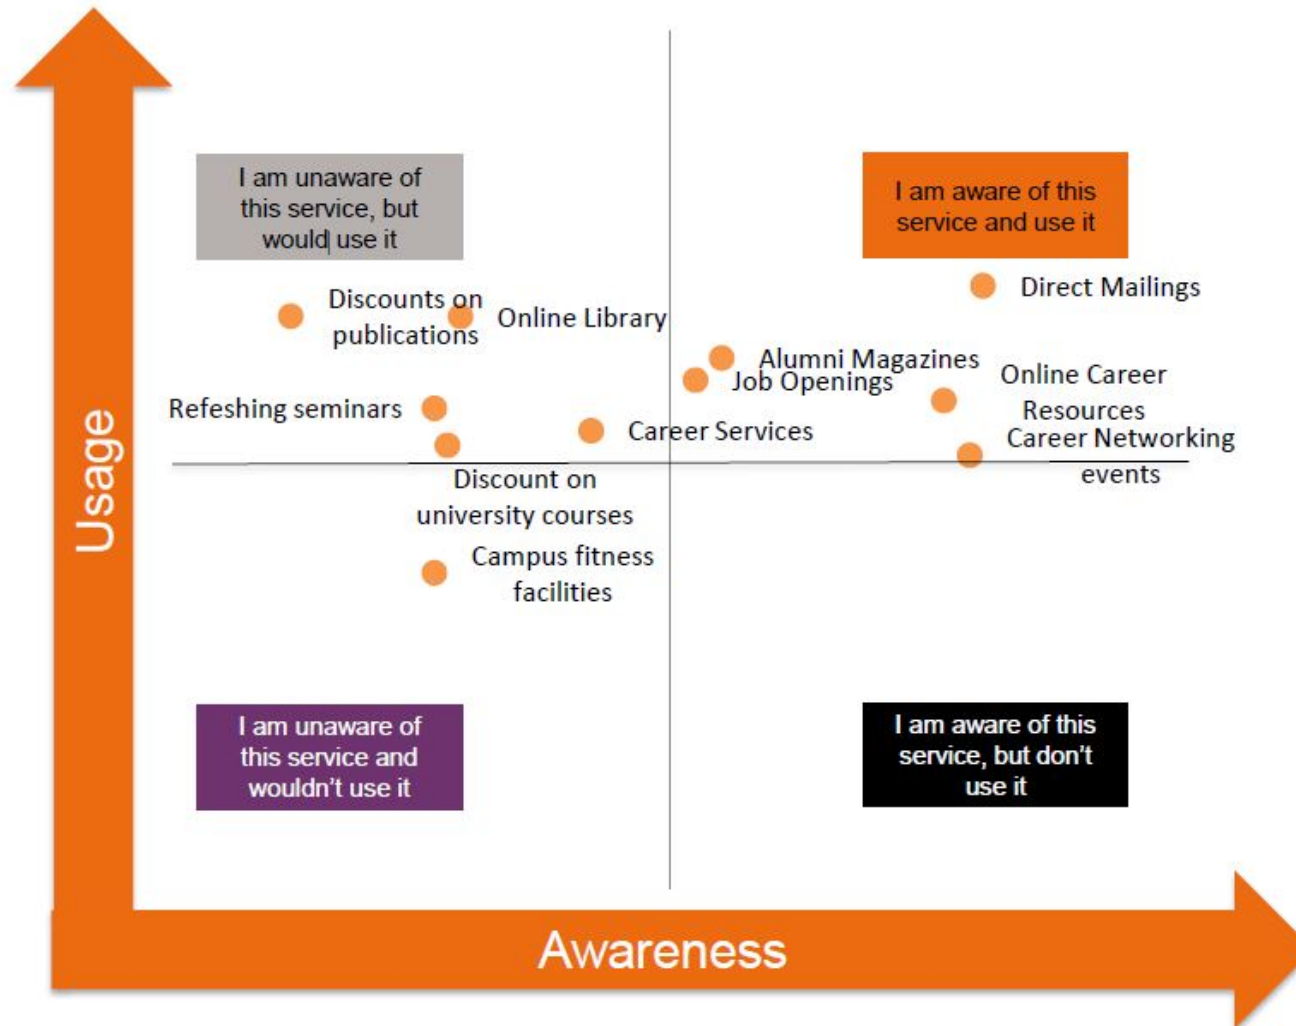 I am unaware of
this service, but
would use it
I am aware of this
service and use it
Direct Mailings
Discounts on
publications
Online Library
Alumni Magazines
Job Openings
Online Career
Resources
Refeshing seminars
Career Services
Career Networking
events
Discount on
university courses
Campus fitness
facilities
Usage
I am unaware of
this service and
wouldn't use it
I am aware of this
service, but don't
use it
Awareness